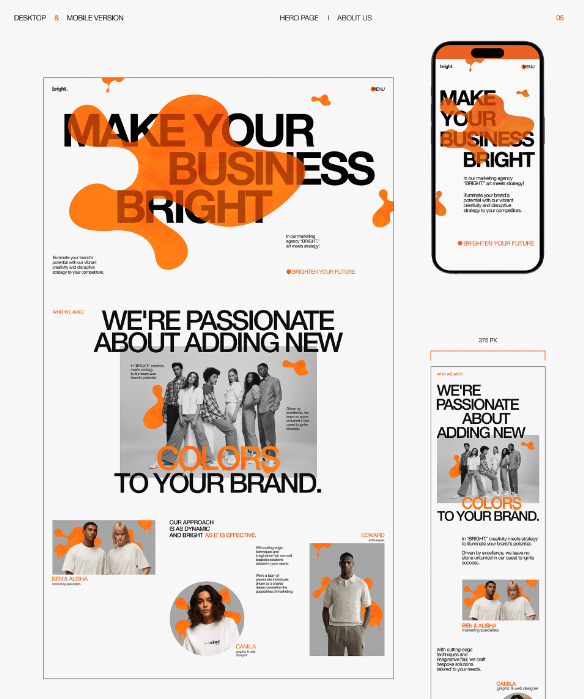 DESKTOP & MOBILE VERSION
HERO PAGE | ABOUT US
05
bright.
MENU
MAKE YOUR
BUSINESS
BRIGHT
In our marketing
agency "BRIGHT,"
art meets strategy!
Illuminate your brand's
potential with our vibrant
creativity and disruptive
strategy to your competitors.
BRIGHTEN YOUR FUTURE
WHO WE ARE?
WE'RE PASSIONATE
ABOUT ADDING NEW
In "BRIGHT," creativity
meets strategy
to illuminate your
brand's potential.
Driven by
excellence, we
leave no stone
unturned in our
quest to ignite
success.
COLORS
TO YOUR BRAND.
OUR APPROACH
IS AS DYNAMIC
AND BRIGHT AS IT IS EFFECTIVE.
BEN & ALISHA
marketing specialists
With cutting-edge
techniques and
imaginative flair, we craft
bespoke solutions
tailored to your needs.
CAMILA
graphic & web
designer
EDWARD
bright.
MENU
MAKE
YOUR
BUSINESS
BRIGHT
In our marketing agency
"BRIGHT," art meets strategy!
Illuminate your brand's
potential with our vibrant
creativity and disruptive
strategy to your competitors.
BRIGHTEN YOUR FUTURE
375 PX
WHO WE ARE?
WE'RE
PASSIONATE
ABOUT
ADDING NEW
COLORS
TO YOUR BRAND.
In "BRIGHT," creativity meets strategy
to illuminate your brand's potential.
Driven by excellence, we leave no
stone unturned in our quest to ignite
success.
BEN & ALISHA
marketing specialists
With cutting-edge
techniques and
imaginative flair, we craft
bespoke solutions
tailored to your needs.
CAMILA
graphic & web designer